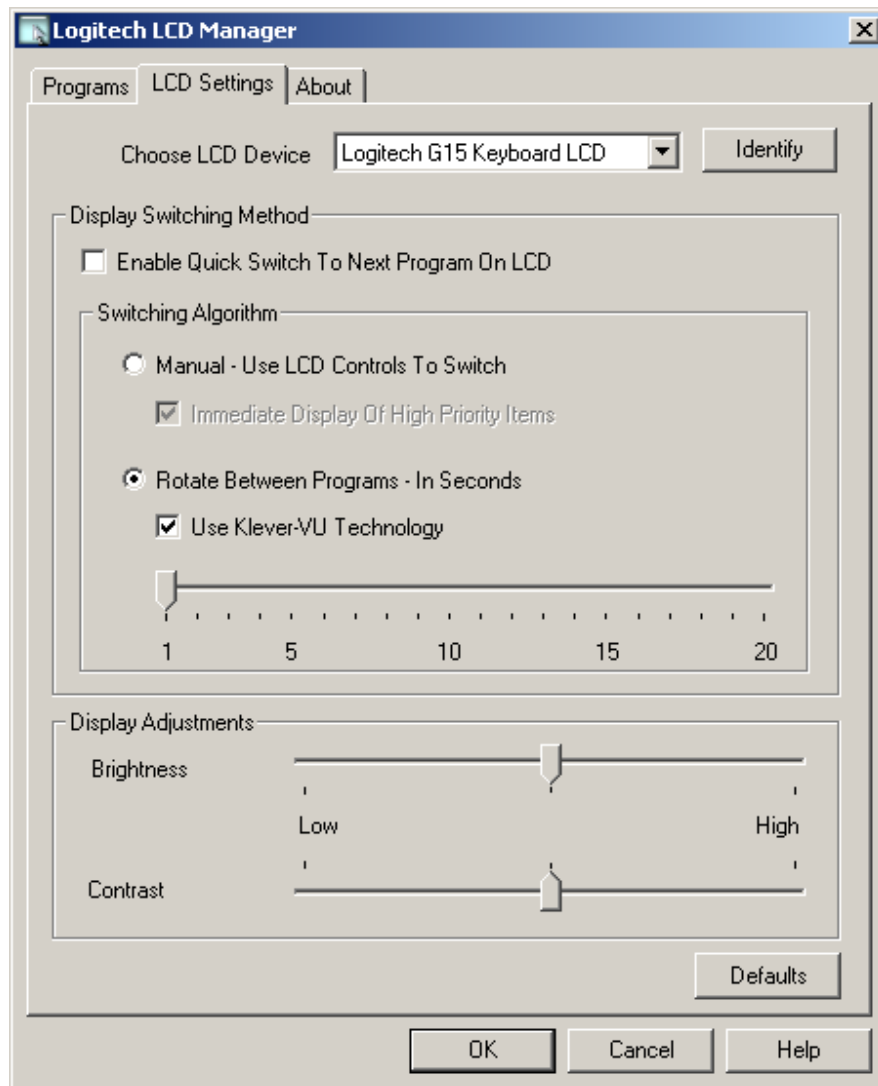 Logitech LCD Manager
Programs LCD Settings About
Choose LCD Device Logitech G15 Keyboard LCD Identify
Display Switching Method
Enable Quick Switch To Next Program On LCD
Switching Algorithm
Manual - Use LCD Controls To Switch
Immediate Display Of High Priority Items
Rotate Between Programs - In Seconds
Use Klever-VU Technology
1 5 10 15 20
Display Adjustments
Brightness
Low High
Contrast
Defaults
OK Cancel Help